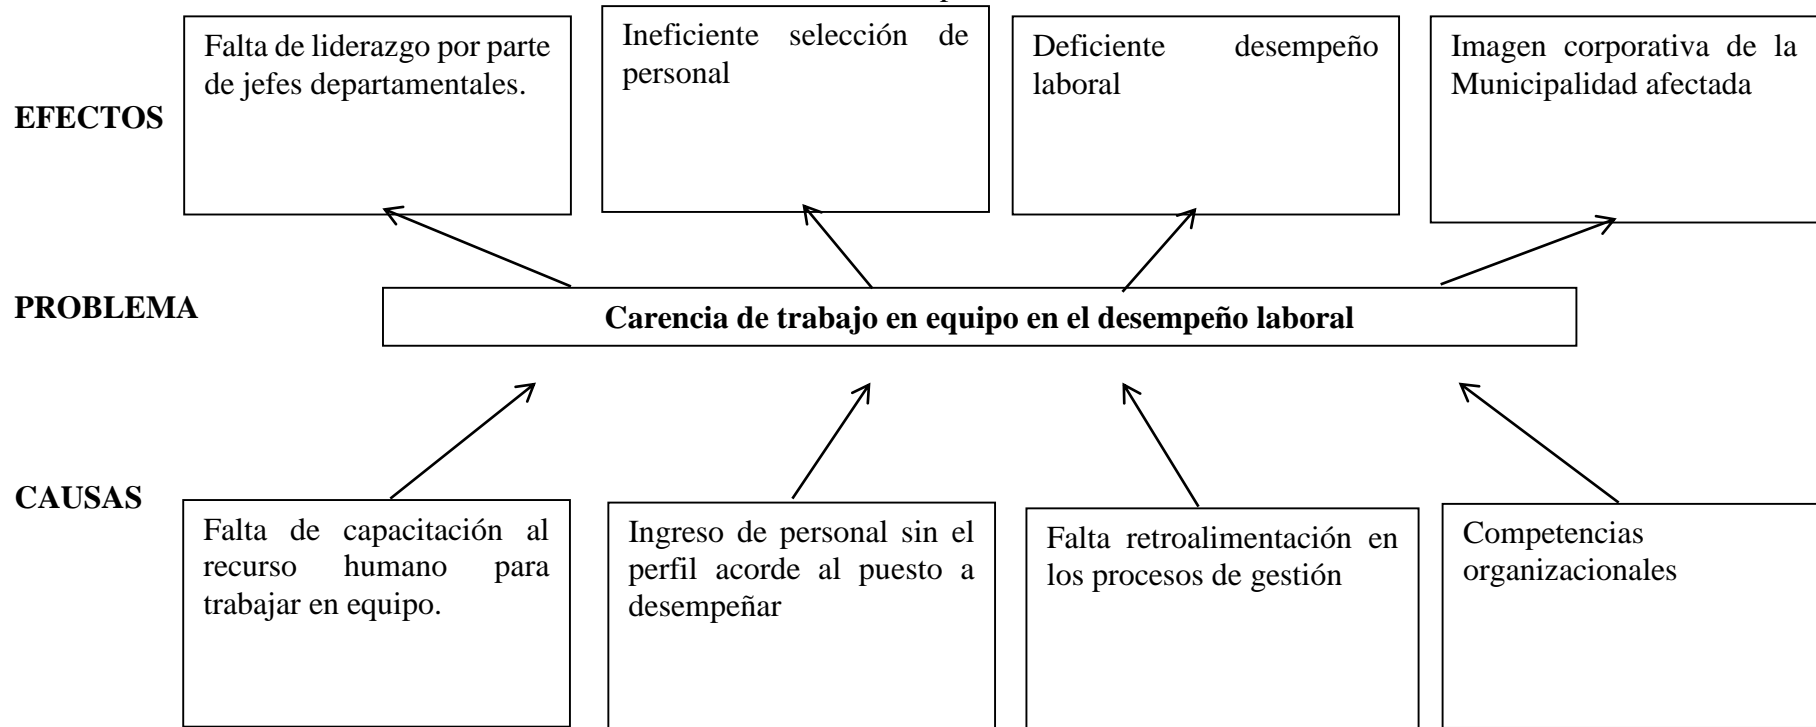 Falta de liderazgo por parte
de jefes departamentales.
Ineficiente selección de
personal
Deficiente desempeño
laboral
Imagen corporativa de la
Municipalidad afectada
EFECTOS
PROBLEMA
Carencia de trabajo en equipo en el desempeño laboral
CAUSAS
Falta de capacitación al
recurso humano para
trabajar en equipo.
Ingreso de personal sin el
perfil acorde al puesto a
desempeñar
Falta retroalimentación en
los procesos de gestión
Competencias
organizacionales